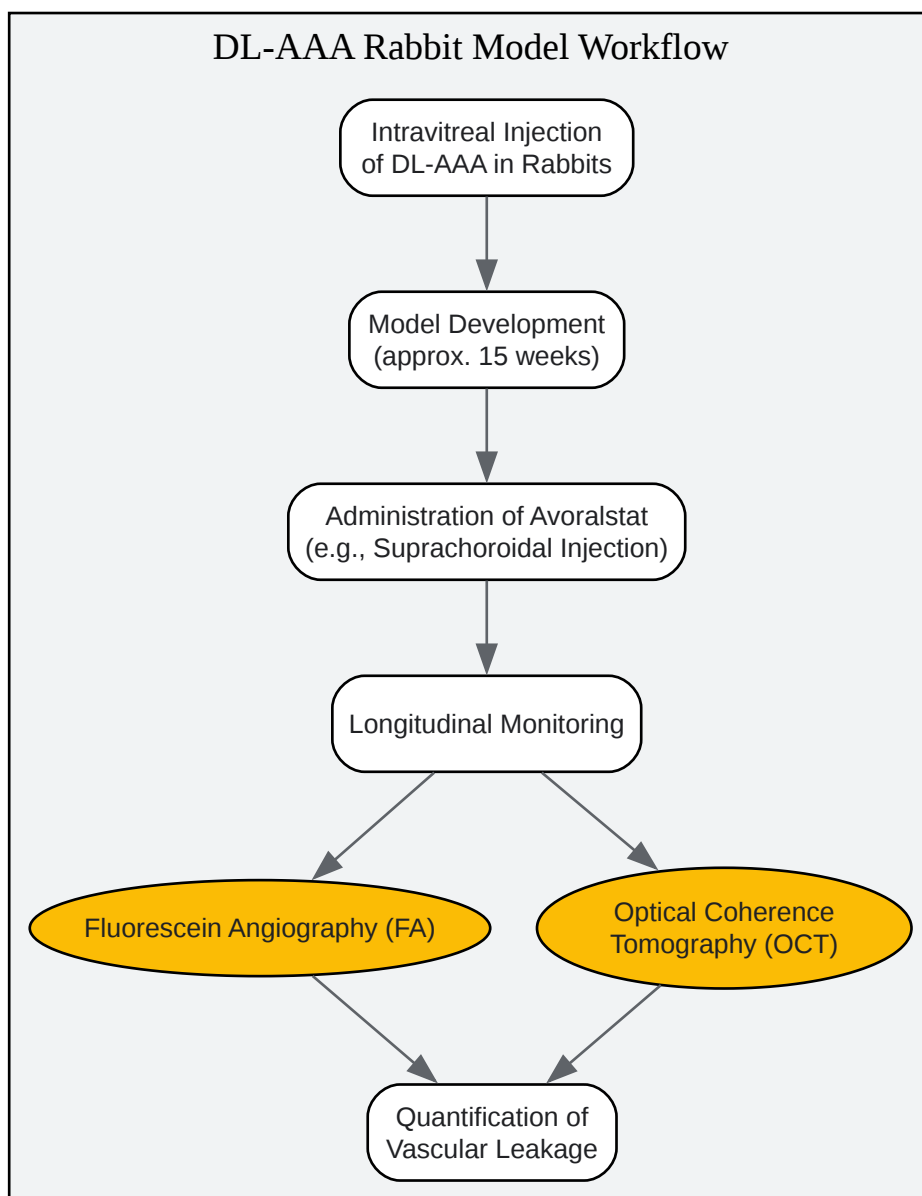 DL-AAA Rabbit Model Workflow
Intravitreal Injection
of DL-AAA in Rabbits
Model Development
(approx. 15 weeks)
Administration of Avoralstat
(e.g., Suprachoroidal Injection)
Longitudinal Monitoring
Fluorescein Angiography (FA)
Optical Coherence
Tomography (OCT)
Quantification of
Vascular Leakage